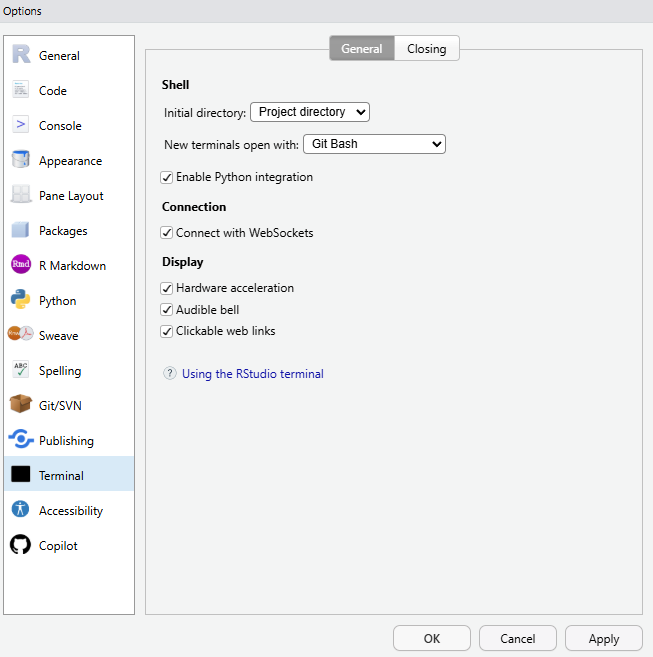 Options
General
Code
Console
Appearance
Pane Layout
Packages
R Markdown
Python
Sweave
Spelling
Git/SVN
Publishing
Terminal
Accessibility
Copilot
General Closing
Shell
Initial directory: Project directory
New terminals open with: Git Bash
Enable Python integration
Connection
Connect with WebSockets
Display
Hardware acceleration
Audible bell
Clickable web links
? Using the RStudio terminal
OK Cancel Apply